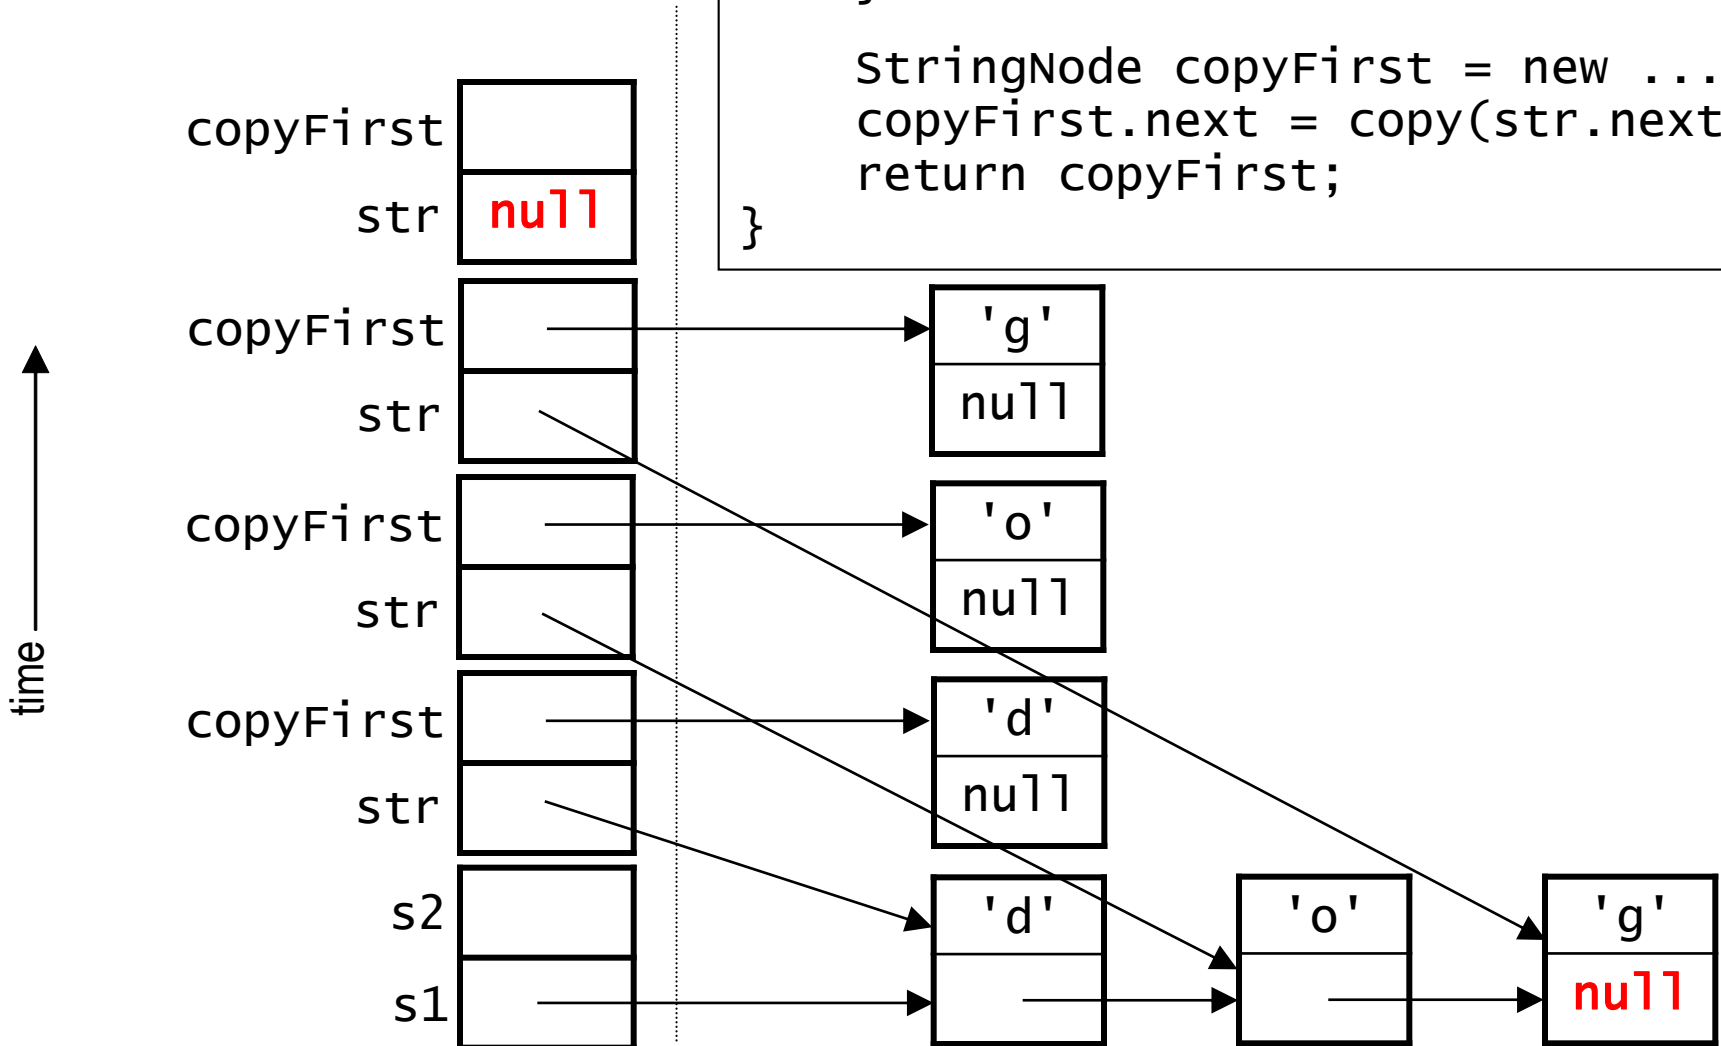 }
StringNode copyFirst = new ...
copyFirst.next = copy(str.next
return copyFirst;
}
copyFirst
str null
copyFirst 'g'
str null
copyFirst 'o'
str null
copyFirst 'd'
str null
s2 'd' 'o' 'g'
s1 null
time